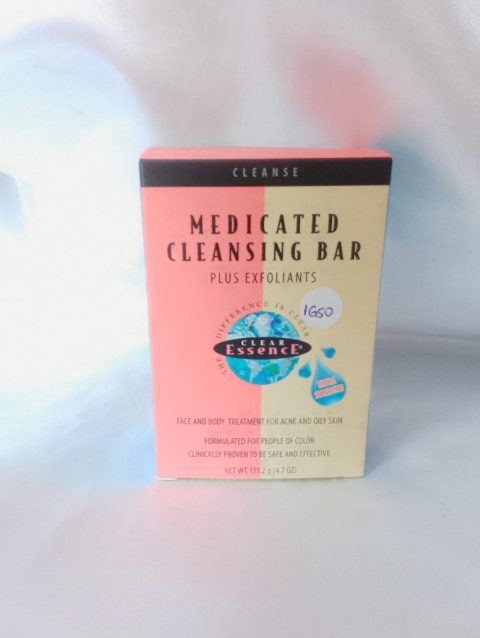 CLEANSE
MEDICATED
CLEANSING BAR
PLUS EXFOLIANTS
THE DIFFERENCE IS CLEAR
1G50
CLEAR
ESSENCE®
FACE AND BODY TREATMENT FOR ACNE AND OILY SKIN
FORMULATED FOR PEOPLE OF COLOR
CLINICALLY PROVEN TO BE SAFE AND EFFECTIVE
NET WT. 133.2 g (4.7 OZ)